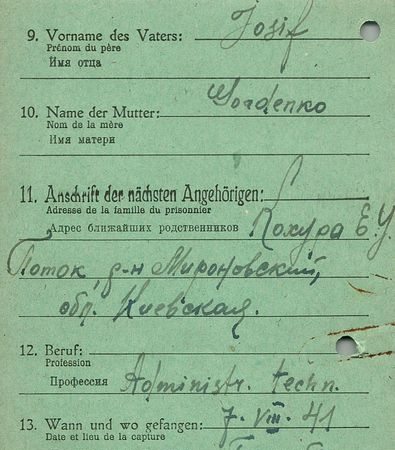 9. Vorname des Vaters: Josif
Prénom du père
Имя отца
10. Name der Mutter: Gordenko
Nom de la mère
Имя матери
11. Anschrift der nächsten Angehörigen:
Adresse de la famille du prisonnier
Адрес ближайших родственников Кохура Е.У.
Поток, р-н Мироновский,
обл. Киевская.
12. Beruf:
Profession
Профессия Administr. techn.
13. Wann und wo gefangen: 7. VIII. 41
Date et lieu de la capture